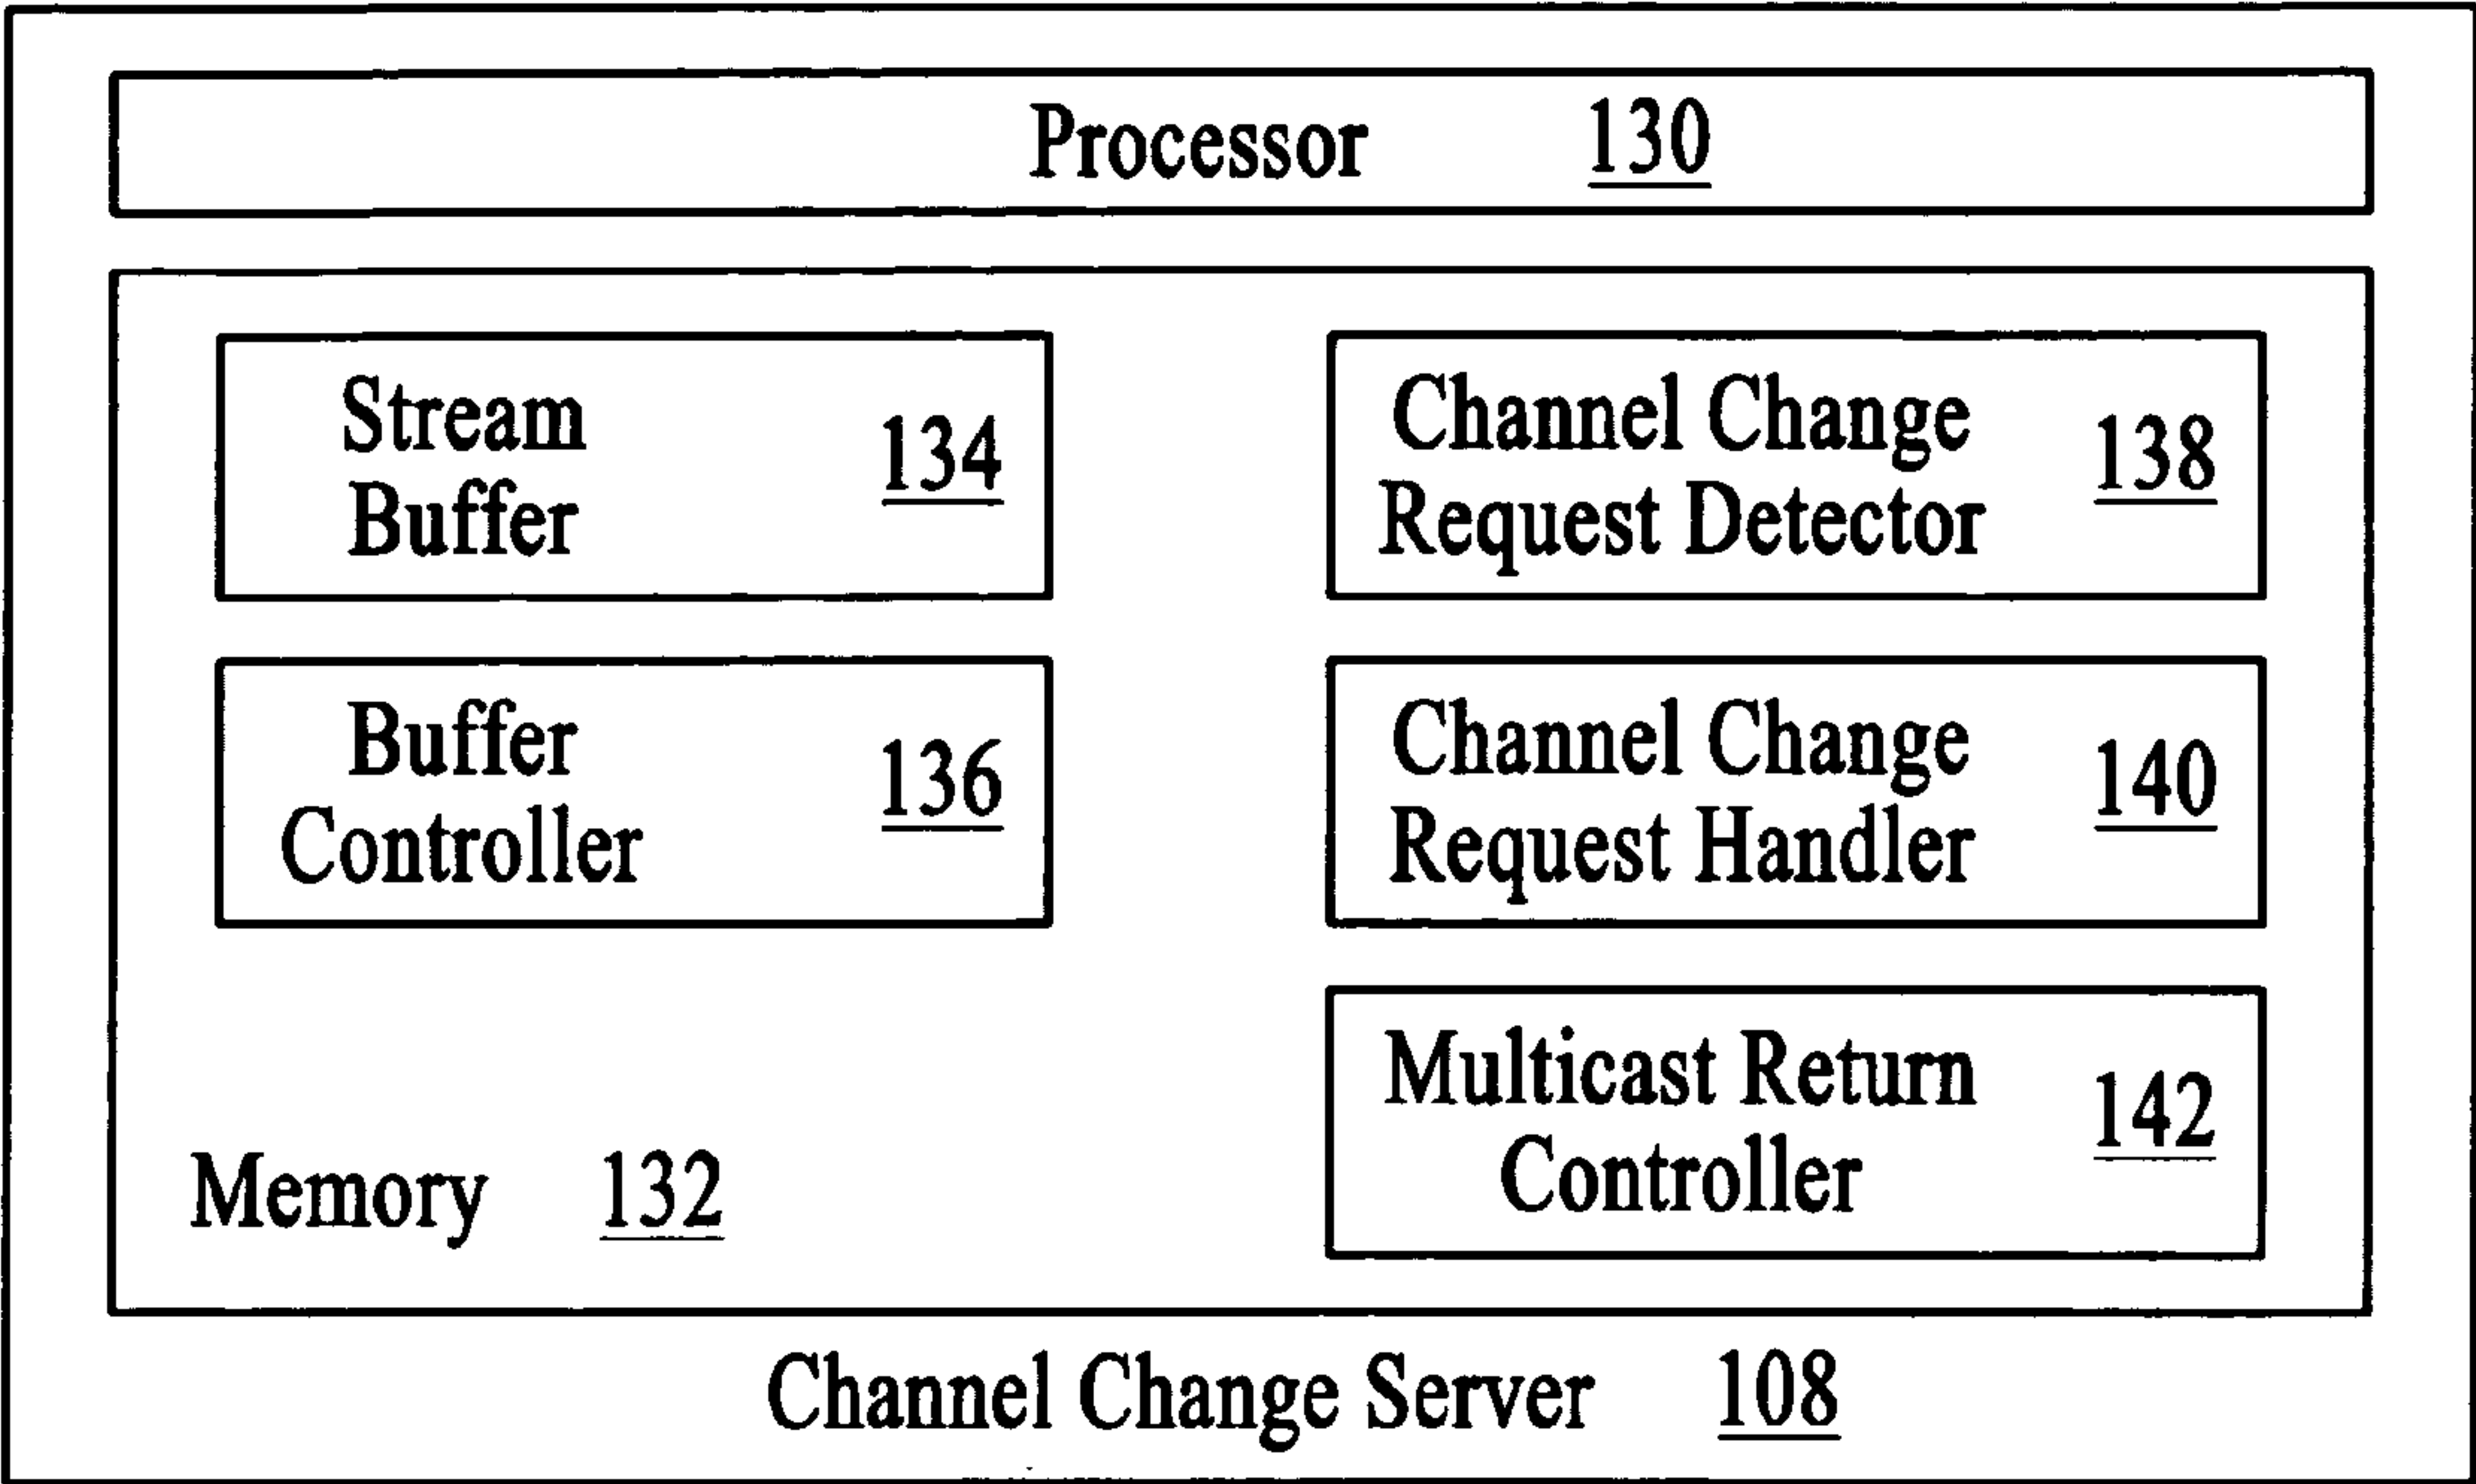 Processor 130
Stream
Buffer
134
Channel Change
Request Detector
138
Buffer
Controller
136
Channel Change
Request Handler
140
Multicast Return
Controller
142
Memory 132
Channel Change Server 108